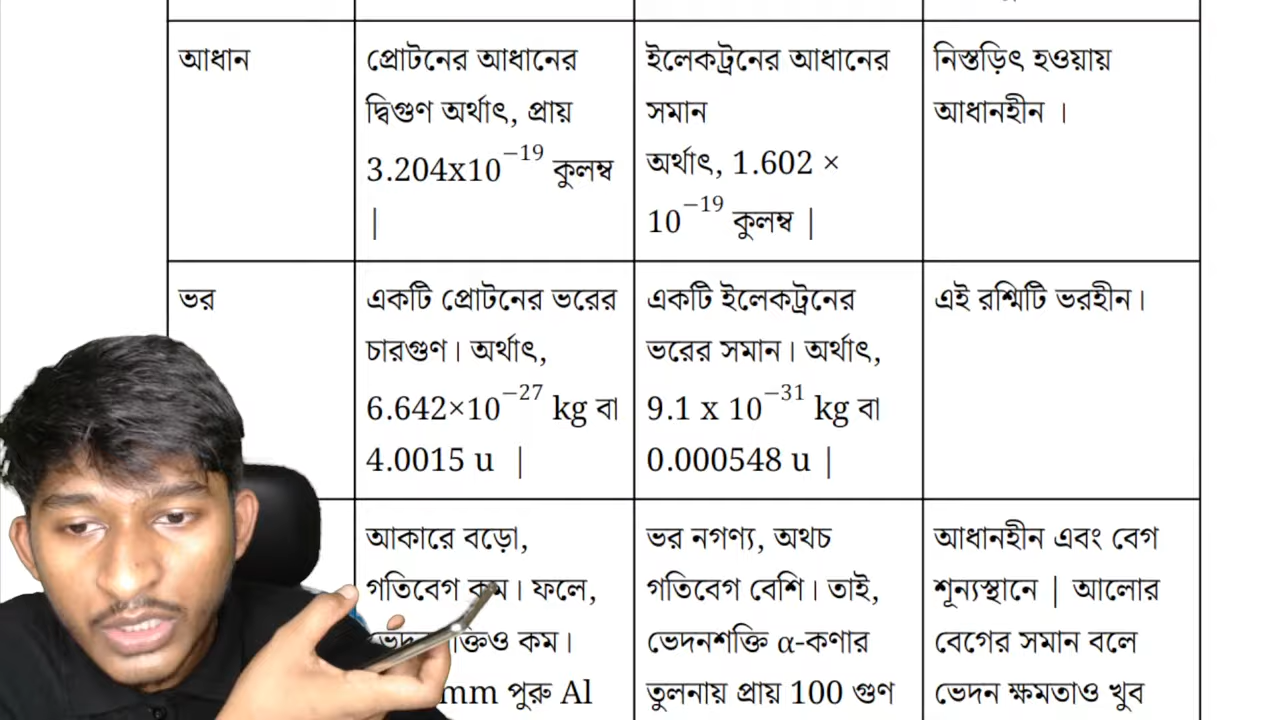 আধান
প্রোটনের আধানের
দ্বিগুণ অর্থাৎ, প্রায়
3.204x10⁻¹⁹ কুলম্ব
|
ইলেকট্রনের আধানের
সমান
অর্থাৎ, 1.602 ×
10⁻¹⁹ কুলম্ব |
নিস্তড়িৎ হওয়ায়
আধানহীন ।
ভর
একটি প্রোটনের ভরের
চারগুণ। অর্থাৎ,
6.642×10⁻²⁷ kg বা
4.0015 u |
একটি ইলেকট্রনের
ভরের সমান। অর্থাৎ,
9.1 x 10⁻³¹ kg বা
0.000548 u |
এই রশ্মিটি ভরহীন।
আকারে বড়ো,
গতিবেগ কম। ফলে,
কম।
mm পুরু Al
ভর নগণ্য, অথচ
গতিবেগ বেশি। তাই,
ভেদনশক্তি α-কণার
তুলনায় প্রায় 100 গুণ
আধানহীন এবং বেগ
শূন্যস্থানে | আলোর
বেগের সমান বলে
ভেদন ক্ষমতাও খুব